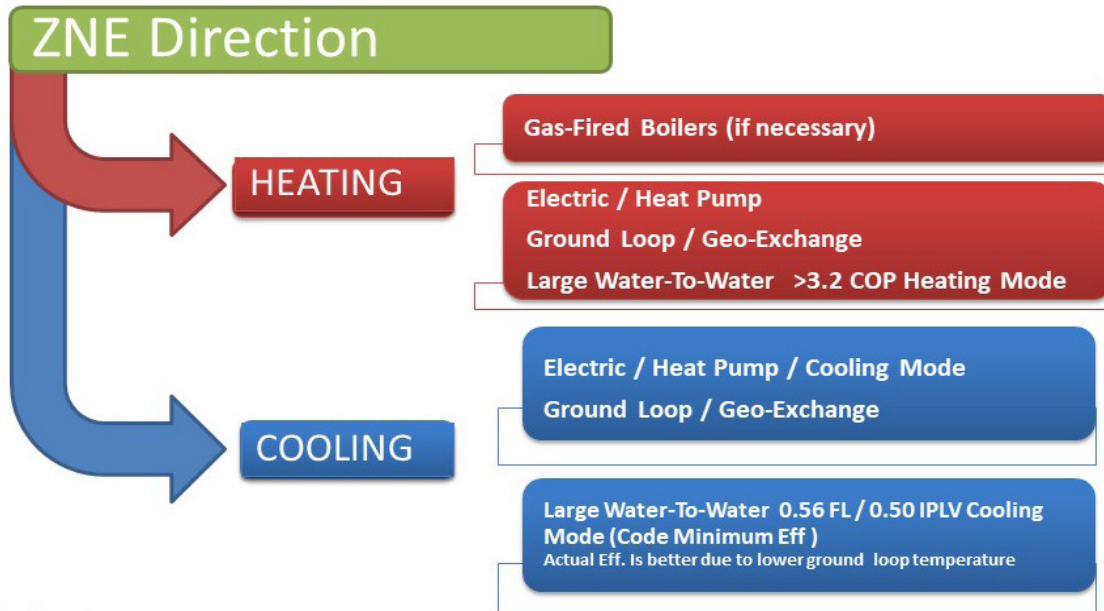 ZNE Direction
HEATING
Gas-Fired Boilers (if necessary)
Electric / Heat Pump
Ground Loop / Geo-Exchange
Large Water-To-Water >3.2 COP Heating Mode
COOLING
Electric / Heat Pump / Cooling Mode
Ground Loop / Geo-Exchange
Large Water-To-Water 0.56 FL / 0.50 IPLV Cooling
Mode (Code Minimum Eff )
Actual Eff. Is better due to lower ground loop temperature